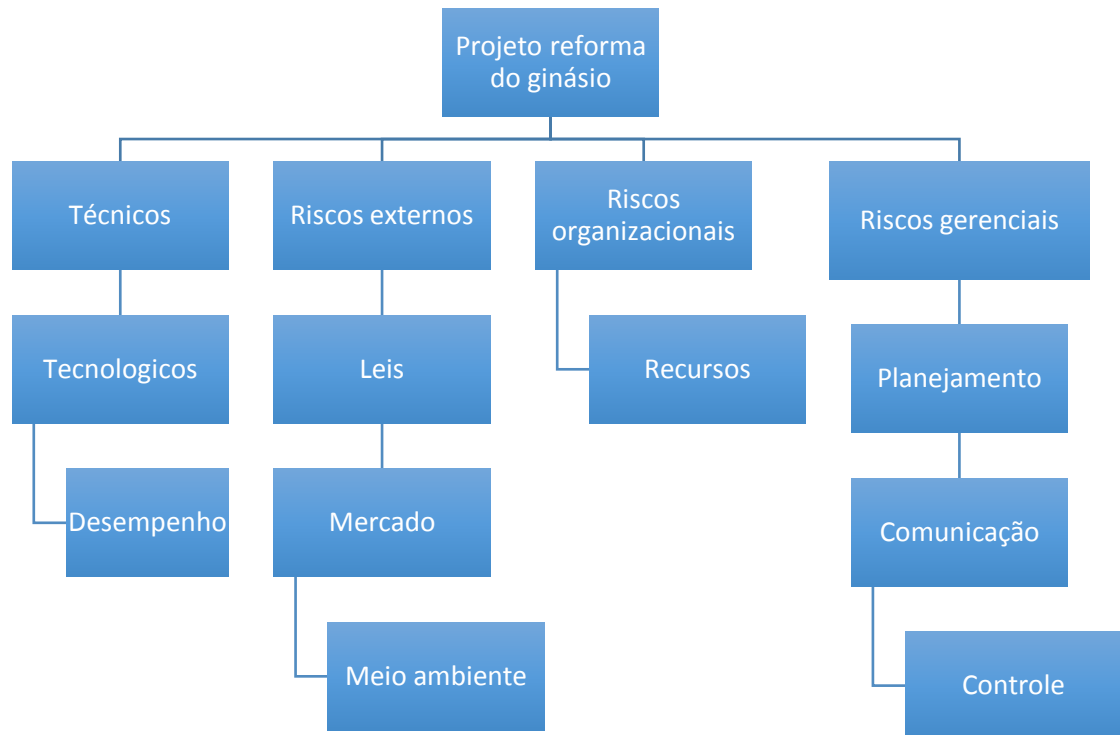 Projeto reforma
do ginásio
Técnicos
Riscos externos
Riscos
organizacionais
Riscos gerenciais
Tecnologicos
Leis
Recursos
Planejamento
Desempenho
Mercado
Comunicação
Meio ambiente
Controle